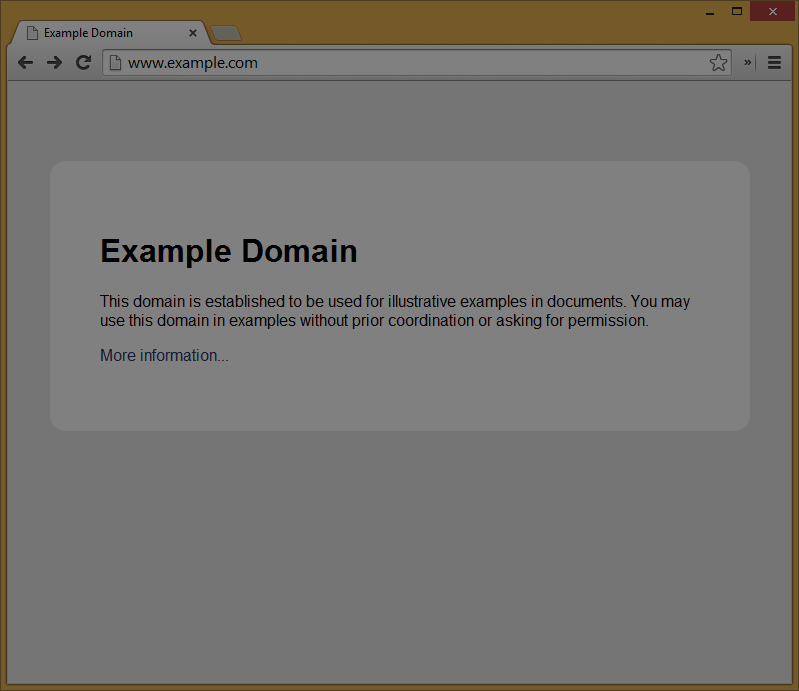 Example Domain
www.example.com
Example Domain
This domain is established to be used for illustrative examples in documents. You may
use this domain in examples without prior coordination or asking for permission.
More information...